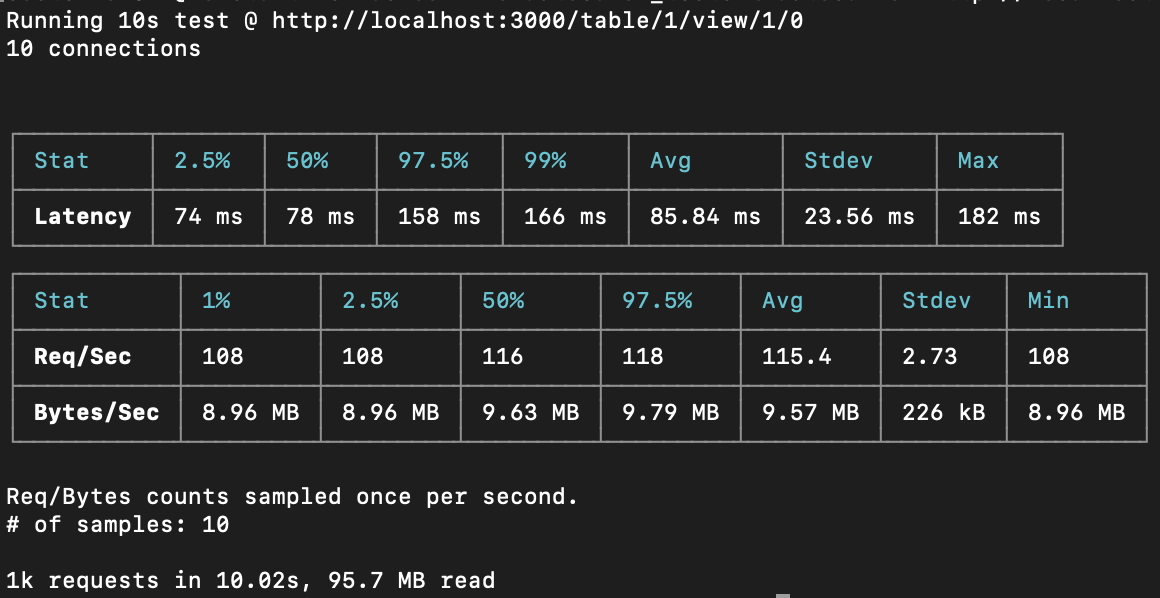 Running 10s test @ http://localhost:3000/table/1/view/1/0
10 connections
Stat 2.5% 50% 97.5% 99% Avg Stdev Max
Latency 74 ms 78 ms 158 ms 166 ms 85.84 ms 23.56 ms 182 ms
Stat 1% 2.5% 50% 97.5% Avg Stdev Min
Req/Sec 108 108 116 118 115.4 2.73 108
Bytes/Sec 8.96 MB 8.96 MB 9.63 MB 9.79 MB 9.57 MB 226 kB 8.96 MB
Req/Bytes counts sampled once per second.
# of samples: 10
1k requests in 10.02s, 95.7 MB read